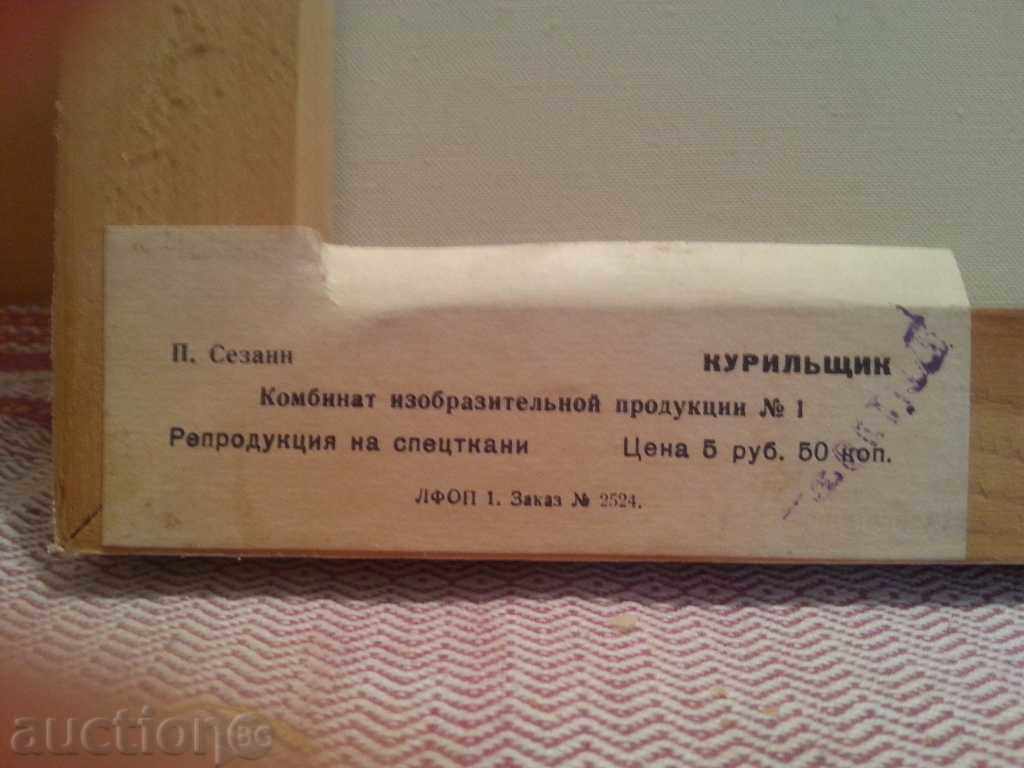 П. Сезанн КУРИЛЬЩИК
Комбинат изобразительной продукции № 1
Репродукция на спецткани Цена 5 руб. 50 коп.
ЛФОП 1. Заказ № 2524.
auction BG